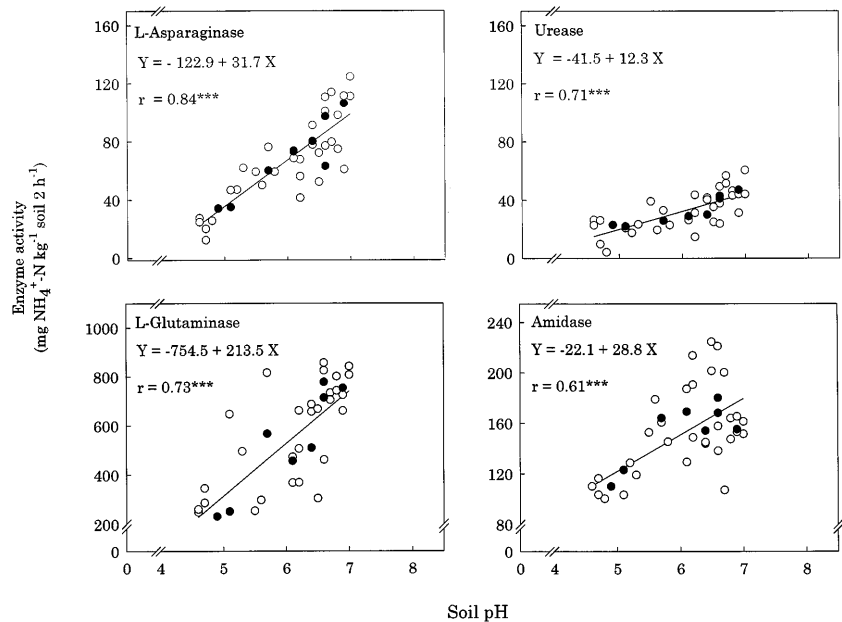 L-Asparaginase
Y = - 122.9 + 31.7 X
r = 0.84***
160
120
80
40
0
Urease
Y = -41.5 + 12.3 X
r = 0.71***
160
120
80
40
0
Enzyme activity
(mg NH₄⁺-N kg⁻¹ soil 2 h⁻¹)
L-Glutaminase
Y = -754.5 + 213.5 X
r = 0.73***
1000
800
600
400
200
0
0 4 5 6 7 8
Amidase
Y = -22.1 + 28.8 X
r = 0.61***
240
200
160
120
80
0
0 4 5 6 7 8
Soil pH